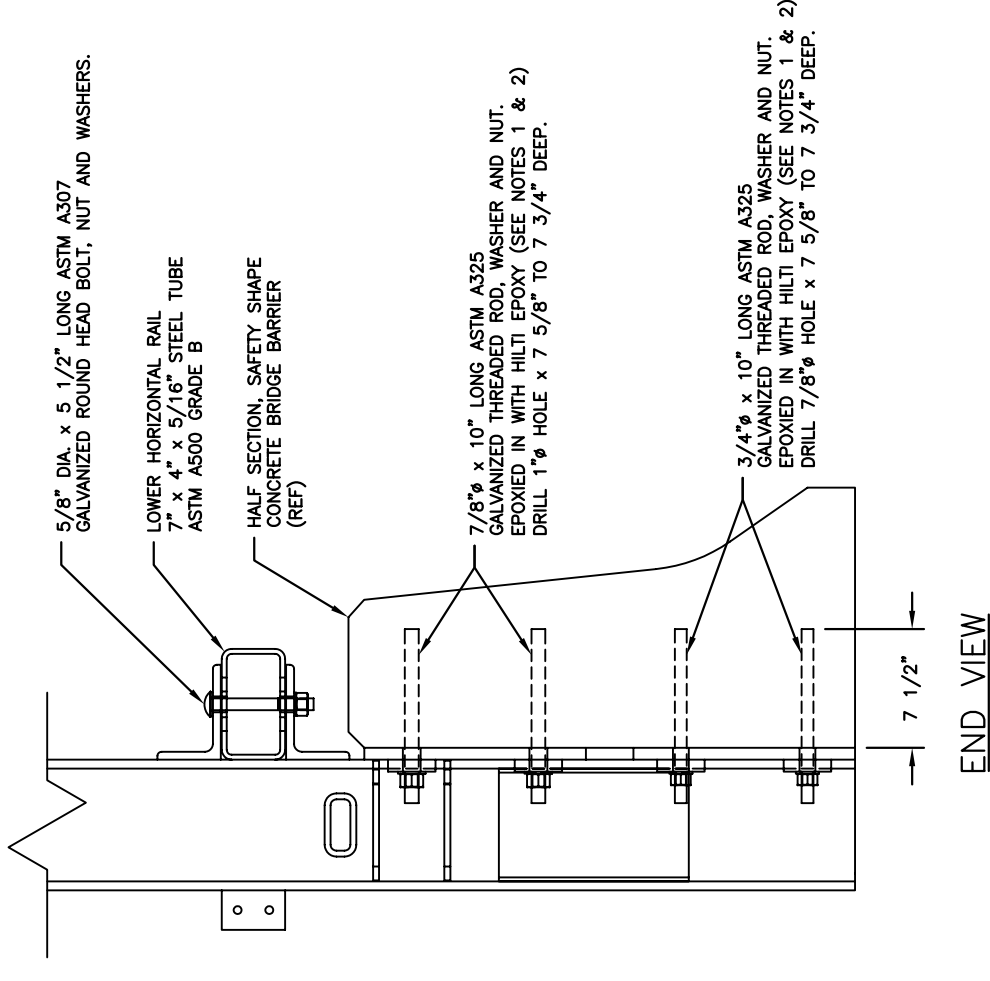 5/8" DIA. x 5 1/2" LONG ASTM A307
GALVANIZED ROUND HEAD BOLT, NUT AND WASHERS.
LOWER HORIZONTAL RAIL
7" x 4" x 5/16" STEEL TUBE
ASTM A500 GRADE B
HALF SECTION, SAFETY SHAPE
CONCRETE BRIDGE BARRIER
(REF)
7/8"ø x 10" LONG ASTM A325
GALVANIZED THREADED ROD, WASHER AND NUT.
EPOXIED IN WITH HILTI EPOXY (SEE NOTES 1 & 2)
DRILL 1"ø HOLE x 7 5/8" TO 7 3/4" DEEP.
3/4"ø x 10" LONG ASTM A325
GALVANIZED THREADED ROD, WASHER AND NUT.
EPOXIED IN WITH HILTI EPOXY (SEE NOTES 1 & 2)
DRILL 7/8"ø HOLE x 7 5/8" TO 7 3/4" DEEP.
7 1/2"
END VIEW